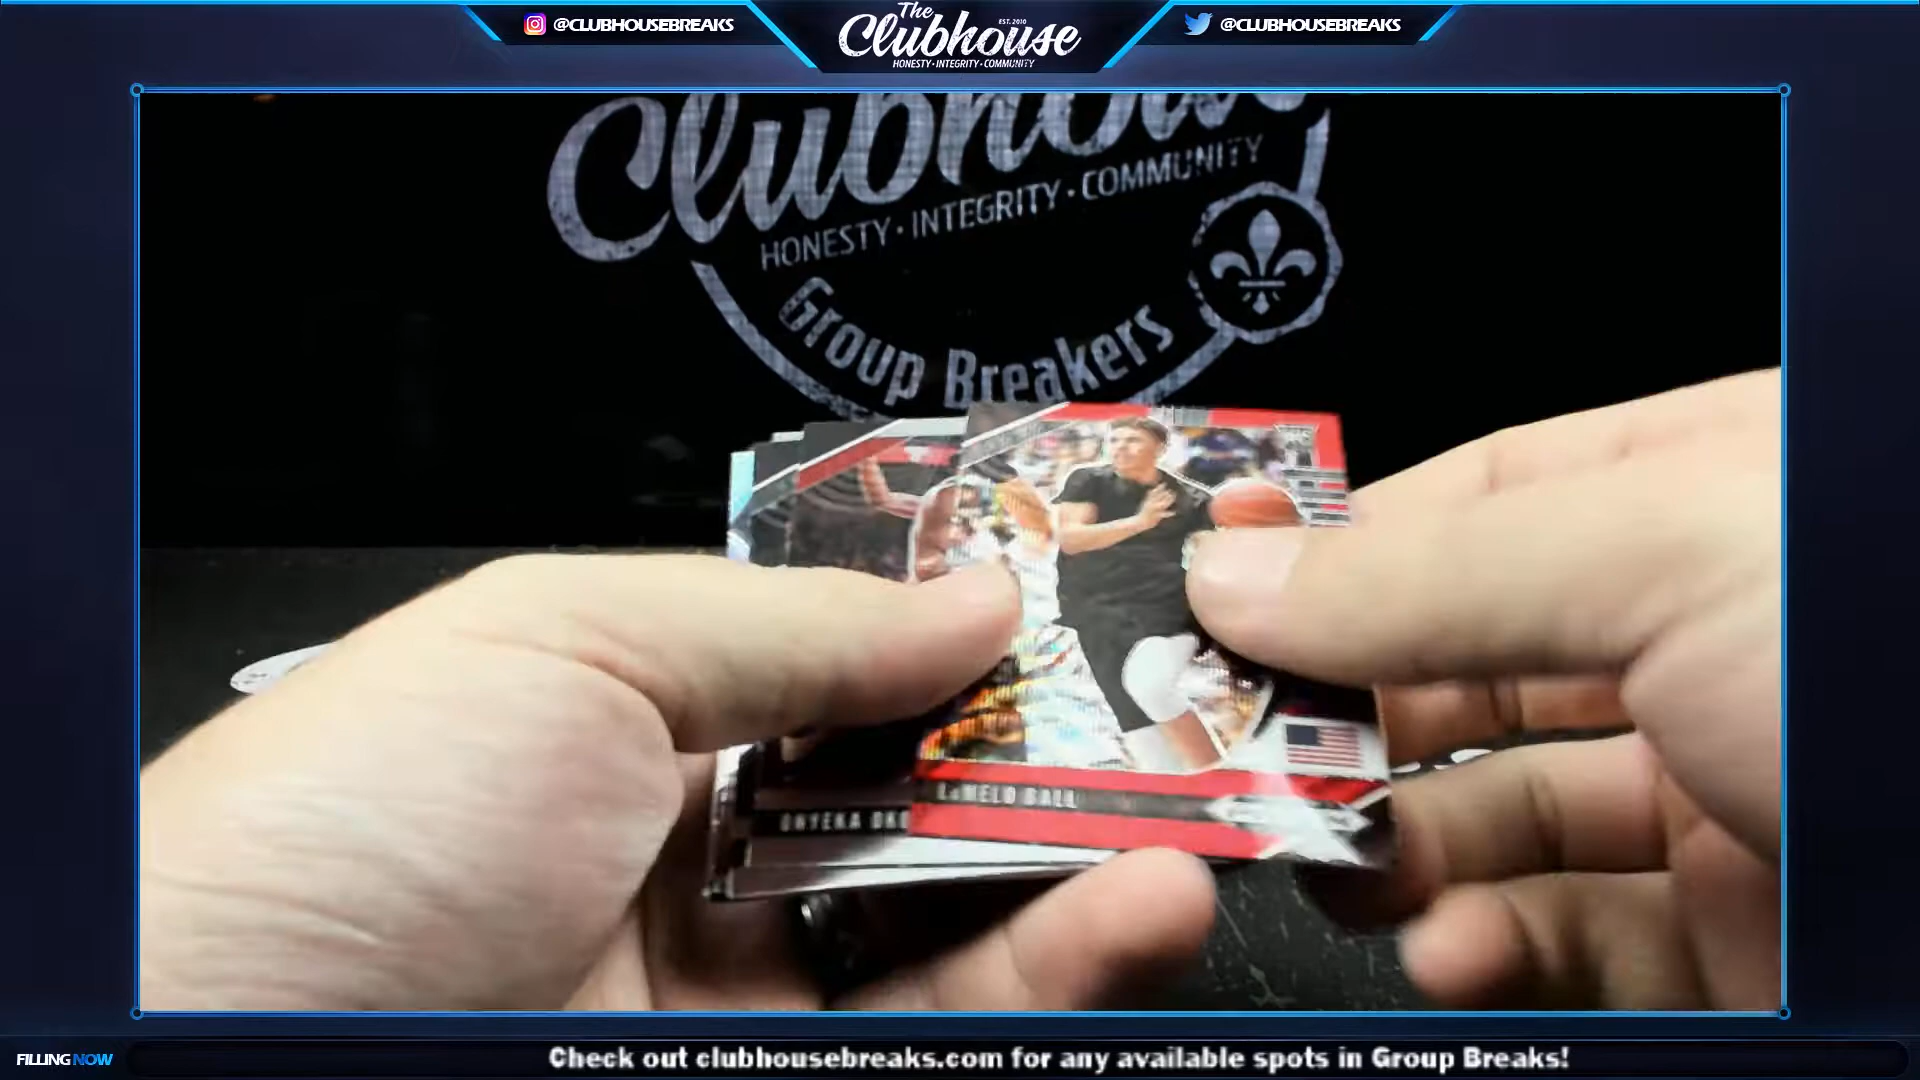 @CLUBHOUSEBREAKS
The
EST. 2010
Clubhouse
HONESTY • INTEGRITY • COMMUNITY
@CLUBHOUSEBREAKS
HONESTY • INTEGRITY • COMMUNITY
Group Breakers
LaMELO BALL
ONYEKA
FILLING NOW
Check out clubhousebreaks.com for any available spots in Group Breaks!